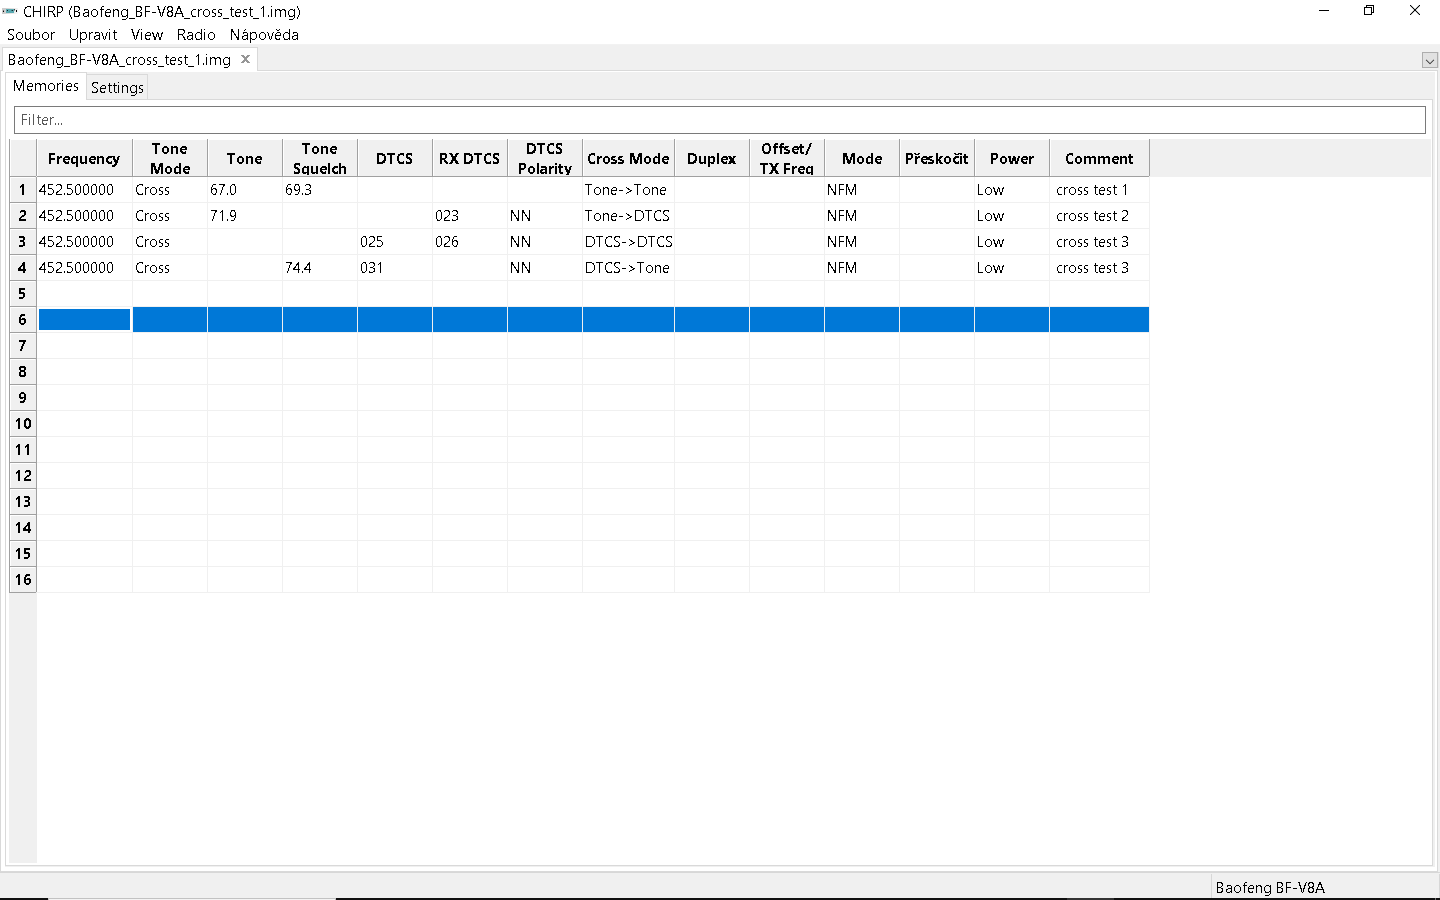 CHIRP (Baofeng_BF-V8A_cross_test_1.img)
Soubor Upravit View Radio Nápověda
Baofeng_BF-V8A_cross_test_1.img
Memories Settings
Filter...
Frequency Tone Mode Tone Tone Squelch DTCS RX DTCS DTCS Polarity Cross Mode Duplex Offset/ TX Freq Mode Přeskočit Power Comment
1 452.500000 Cross 67.0 69.3 Tone->Tone NFM Low cross test 1
2 452.500000 Cross 71.9 023 NN Tone->DTCS NFM Low cross test 2
3 452.500000 Cross 025 026 NN DTCS->DTCS NFM Low cross test 3
4 452.500000 Cross 74.4 031 NN DTCS->Tone NFM Low cross test 3
5
6
7
8
9
10
11
12
13
14
15
16
Baofeng BF-V8A